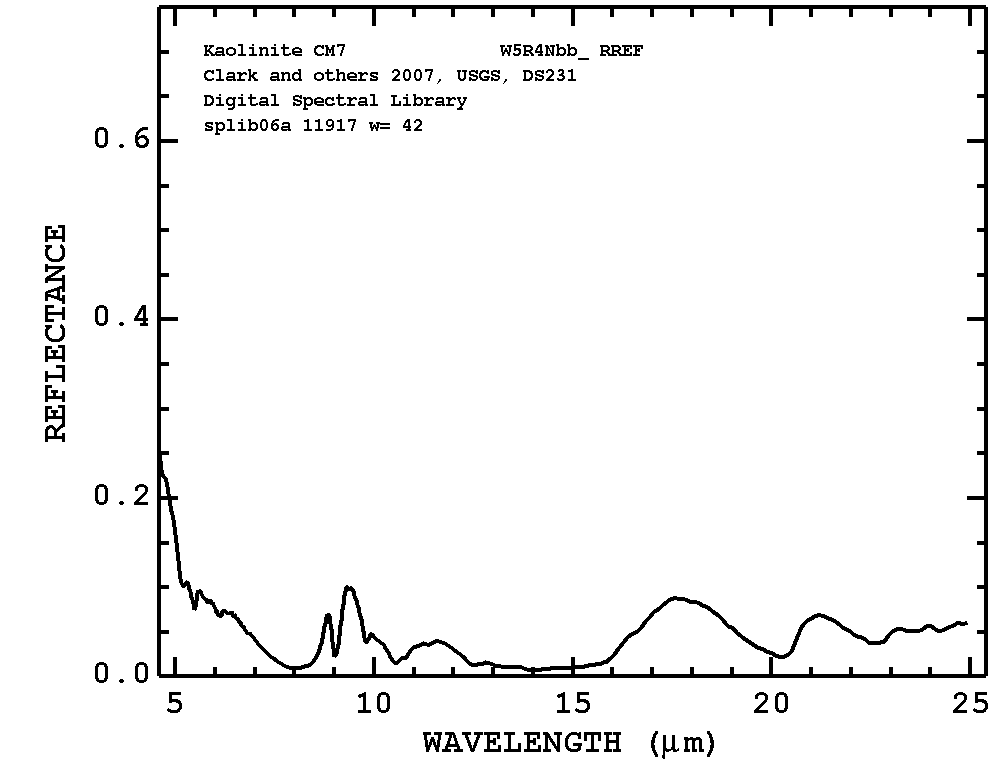 Kaolinite CM7 W5R4Nbb_ RREF
Clark and others 2007, USGS, DS231
Digital Spectral Library
splib06a 11917 w= 42
0.6
0.4
0.2
0.0
REFLECTANCE
5 10 15 20 25
WAVELENGTH (μm)